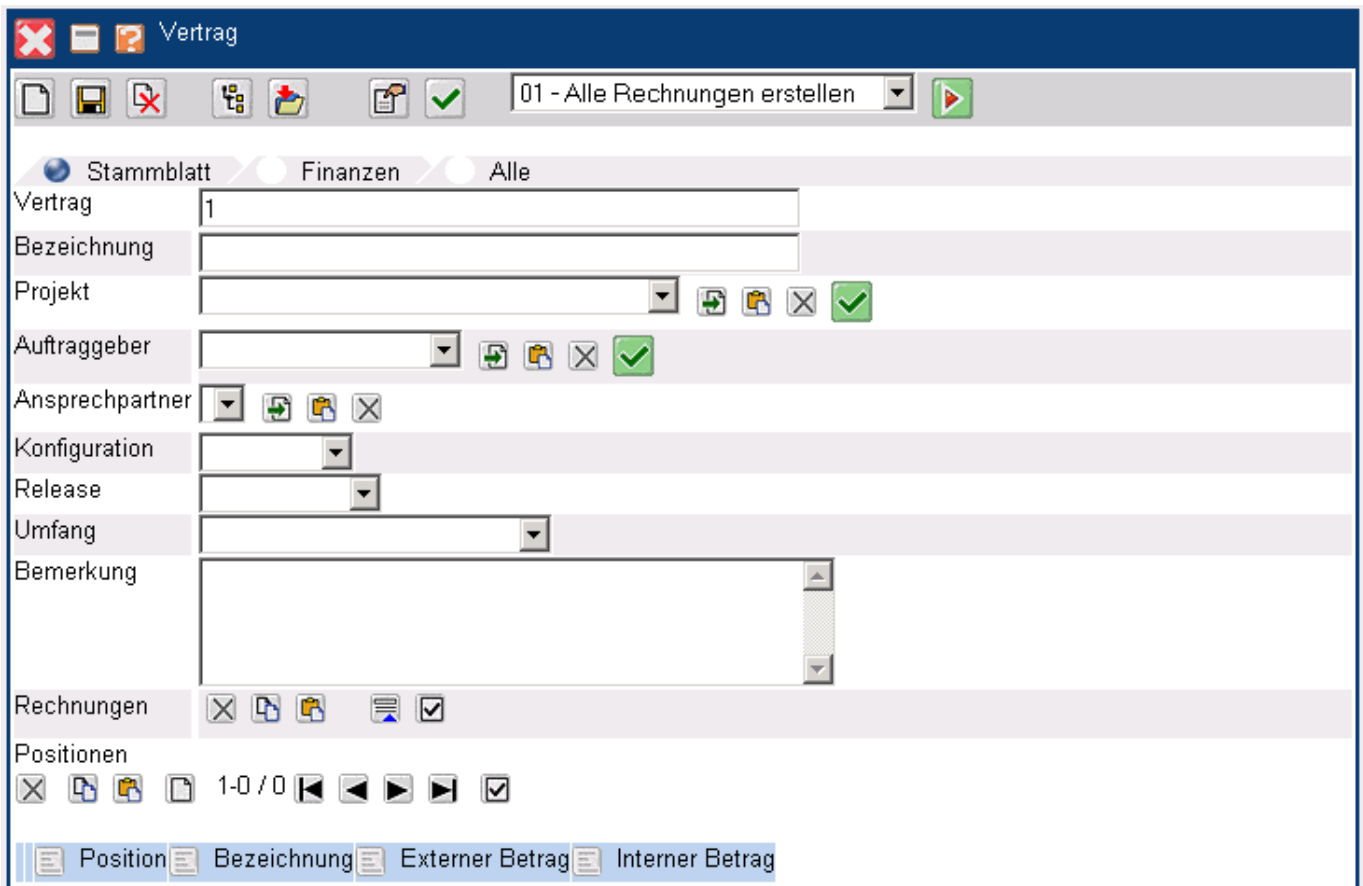 Vertrag
01 - Alle Rechnungen erstellen
Stammblatt Finanzen Alle
Vertrag 1
Bezeichnung
Projekt
Auftraggeber
Ansprechpartner
Konfiguration
Release
Umfang
Bemerkung
Rechnungen
Positionen
1-0 / 0
Position Bezeichnung Externer Betrag Interner Betrag